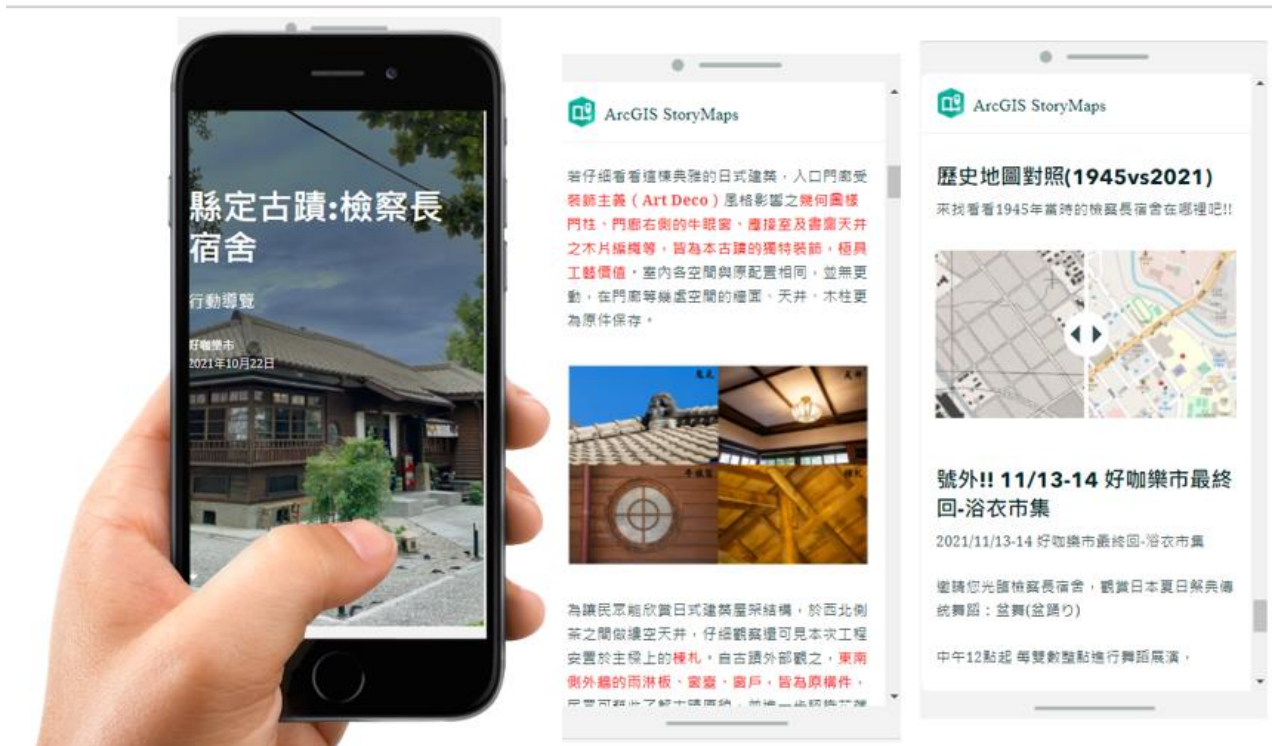 縣定古蹟:檢察長
宿舍
行動導覽
好咖樂市
2021年10月22日
ArcGIS StoryMaps
若仔細看看這棟典雅的日式建築，入口門廊受
裝飾主義（Art Deco）風格影響之幾何圖樣
門柱、門廊右側的牛眼窗、應接室及書齋天井
之木片編織等，皆為本古蹟的獨特裝飾，極具
工藝價值。室內各空間與原配置相同，並無更
動，在門廊等幾處空間的牆面、天井、木柱更
為原件保存。
鬼瓦
天井
牛眼窗
棟札
為讓民眾能欣賞日式建築屋架結構，於西北側
茶之間做縷空天井，仔細觀察還可見本次工程
安置於主樑上的棟札。自古蹟外部觀之，東南
側外牆的雨淋板、窗臺、窗戶，皆為原構件，
ArcGIS StoryMaps
歷史地圖對照(1945vs2021)
來找看看1945年當時的檢察長宿舍在哪裡吧!!
號外!! 11/13-14 好咖樂市最終
回-浴衣市集
2021/11/13-14 好咖樂市最終回-浴衣市集
邀請您光臨檢察長宿舍，觀賞日本夏日祭典傳
統舞蹈：盆舞(盆踊り)
中午12點起 每雙數整點進行舞蹈展演，